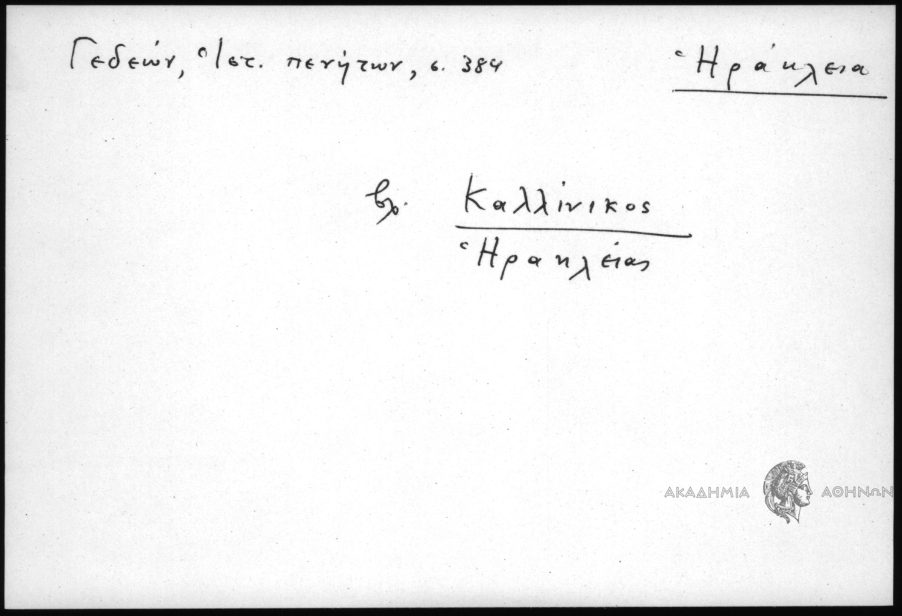 Γεδεών, Ἱστ. πενήτων, σ. 384
Ἡράκλεια
βλ. Καλλίνικος
Ἡρακλείας
ΑΚΑΔΗΜΙΑ ΑΘΗΝΩΝ